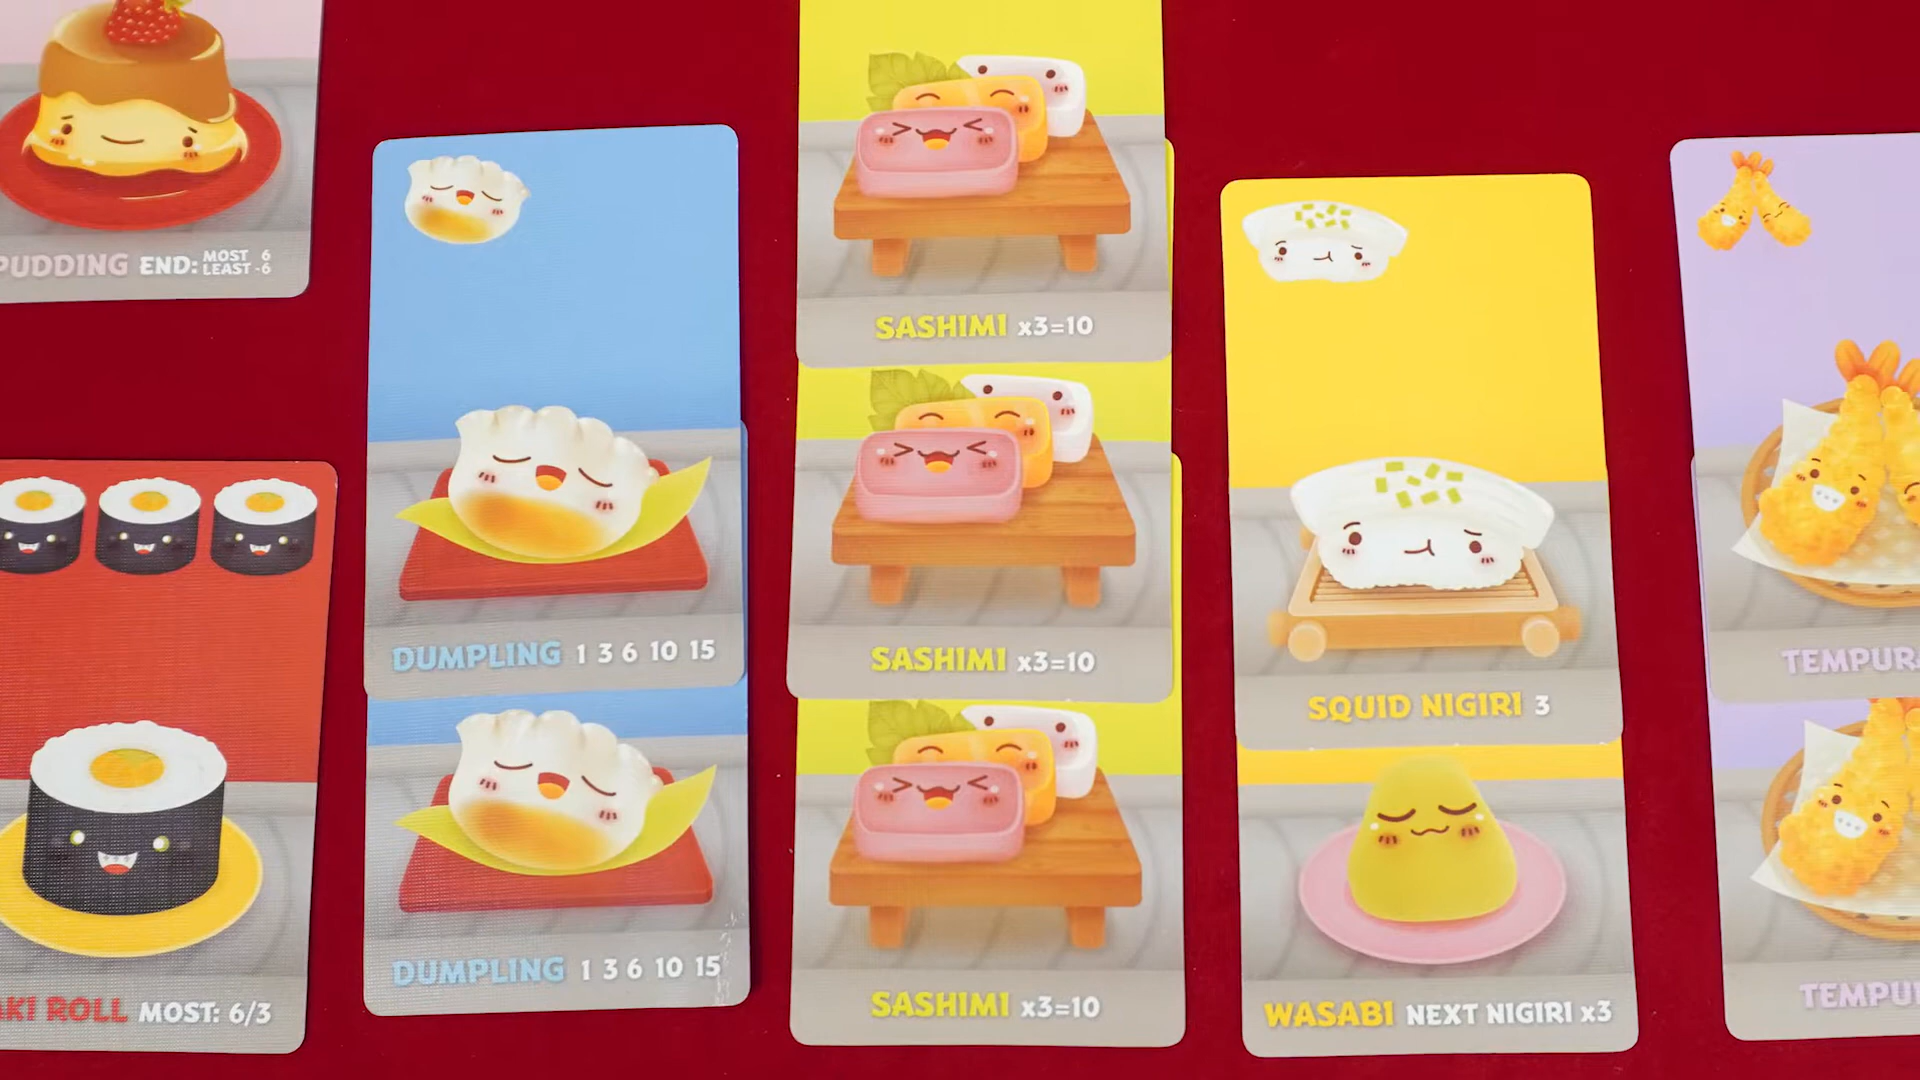 PUDDING END: MOST 6
LEAST -6
AKI ROLL MOST: 6/3
DUMPLING 1 3 6 10 15
DUMPLING 1 3 6 10 15
SASHIMI x3=10
SASHIMI x3=10
SASHIMI x3=10
SQUID NIGIRI 3
WASABI NEXT NIGIRI x3
TEMPURA
TEMPU